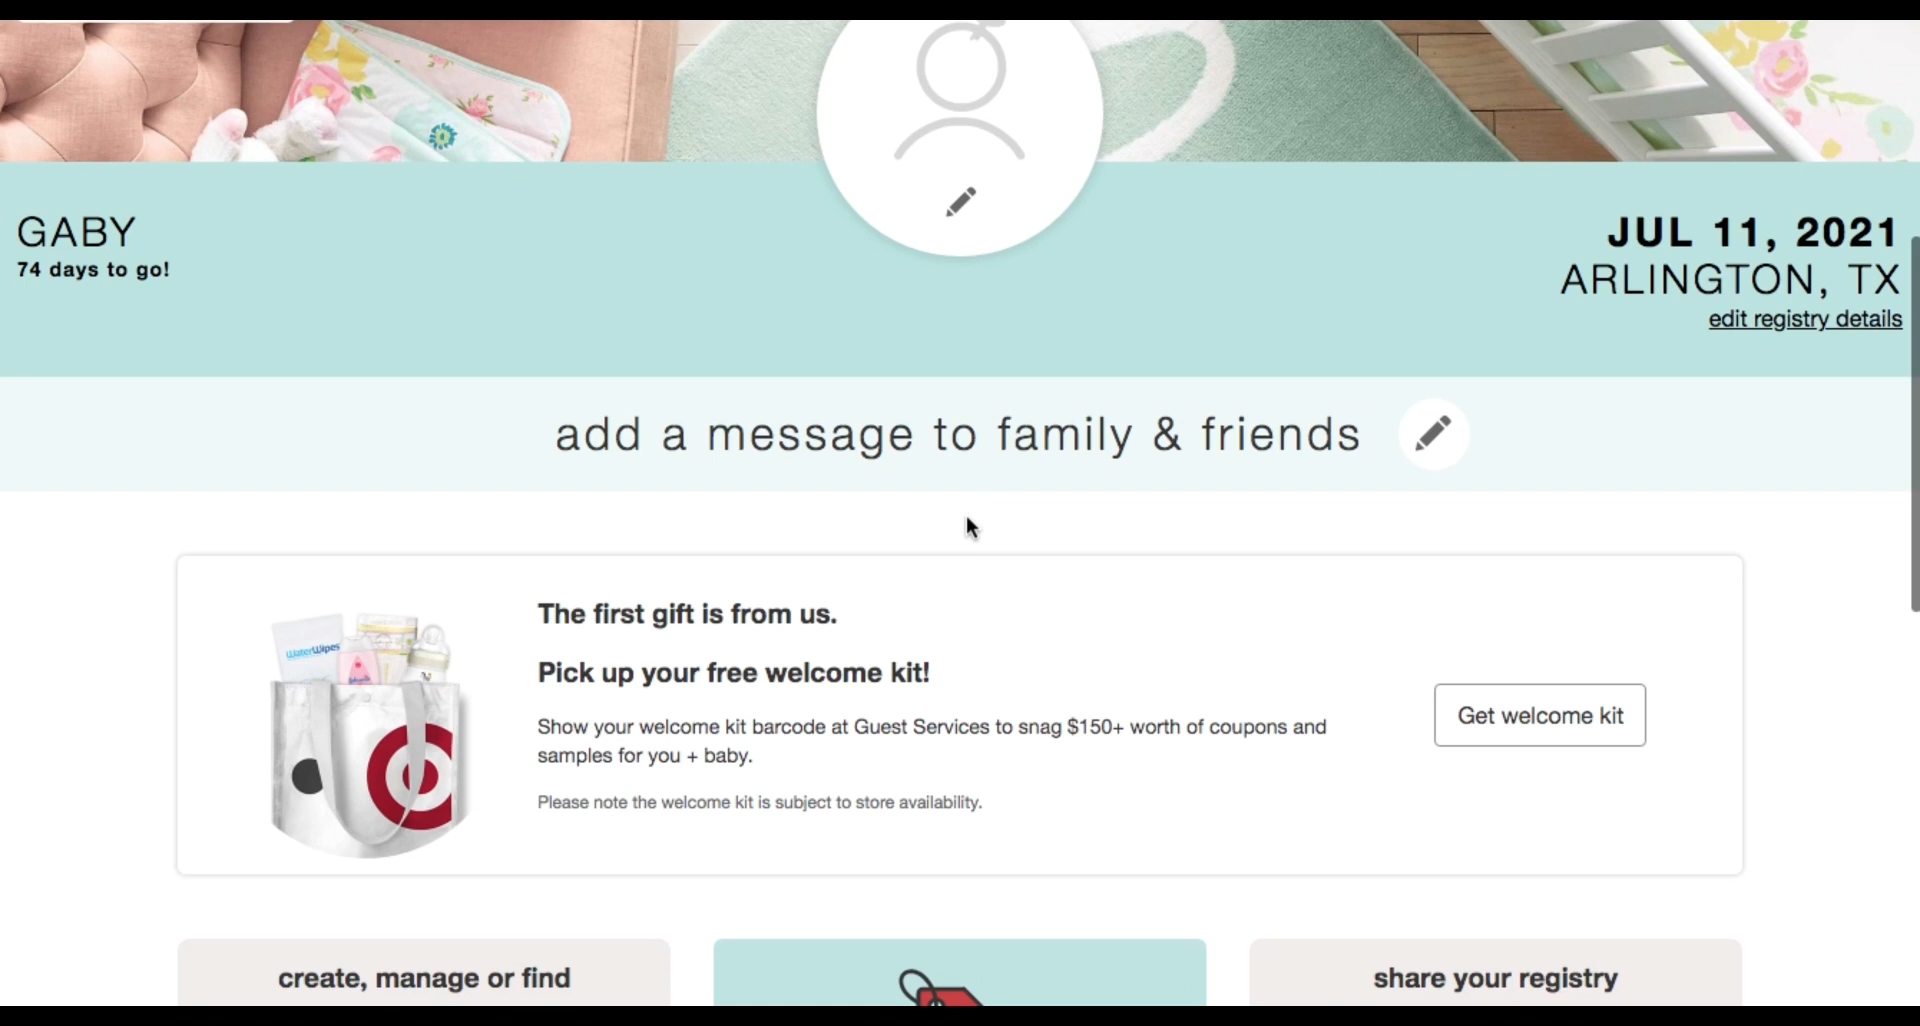 GABY
74 days to go!
JUL 11, 2021
ARLINGTON, TX
edit registry details
add a message to family & friends
The first gift is from us.
Pick up your free welcome kit!
Show your welcome kit barcode at Guest Services to snag $150+ worth of coupons and
samples for you + baby.
Please note the welcome kit is subject to store availability.
WaterWipes
Get welcome kit
create, manage or find
share your registry